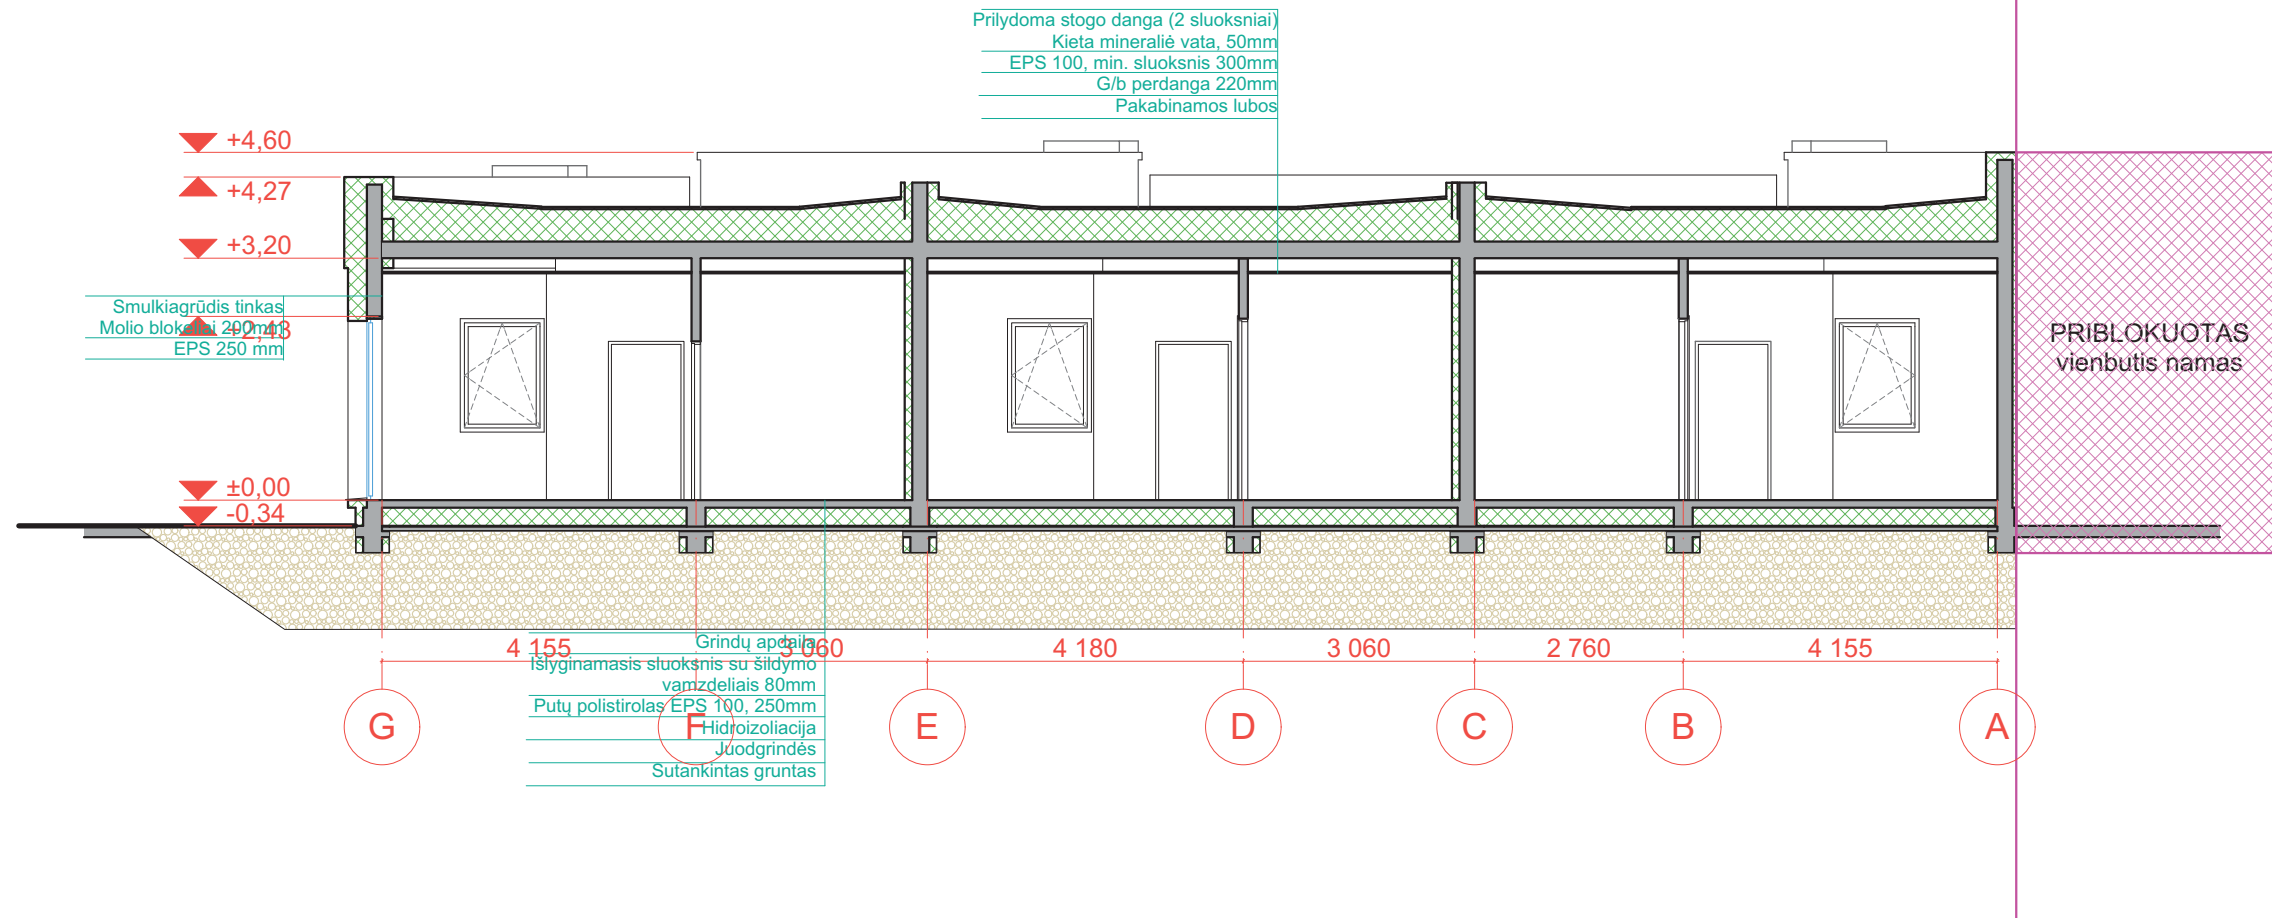 Prilydoma stogo danga (2 sluoksniai)
Kieta mineralië vata, 50mm
EPS 100, min. sluoksnis 300mm
G/b perdanga 220mm
Pakabinamos lubos
+4,60
+4,27
+3,20
Smulkiagrūdis tinkas
Molio blokeliai 200mm
+2,43
EPS 250 mm
PRIBLOKUOTAS
vienbutis namas
±0,00
-0,34
4 155
3 060
4 180
3 060
2 760
4 155
Grindų apdaila
Išlyginamasis sluoksnis su šildymo
vamzdeliais 80mm
Putų polistirolas EPS 100, 250mm
Hidroizoliacija
Juodgrindės
Sutankintas gruntas
G
F
E
D
C
B
A